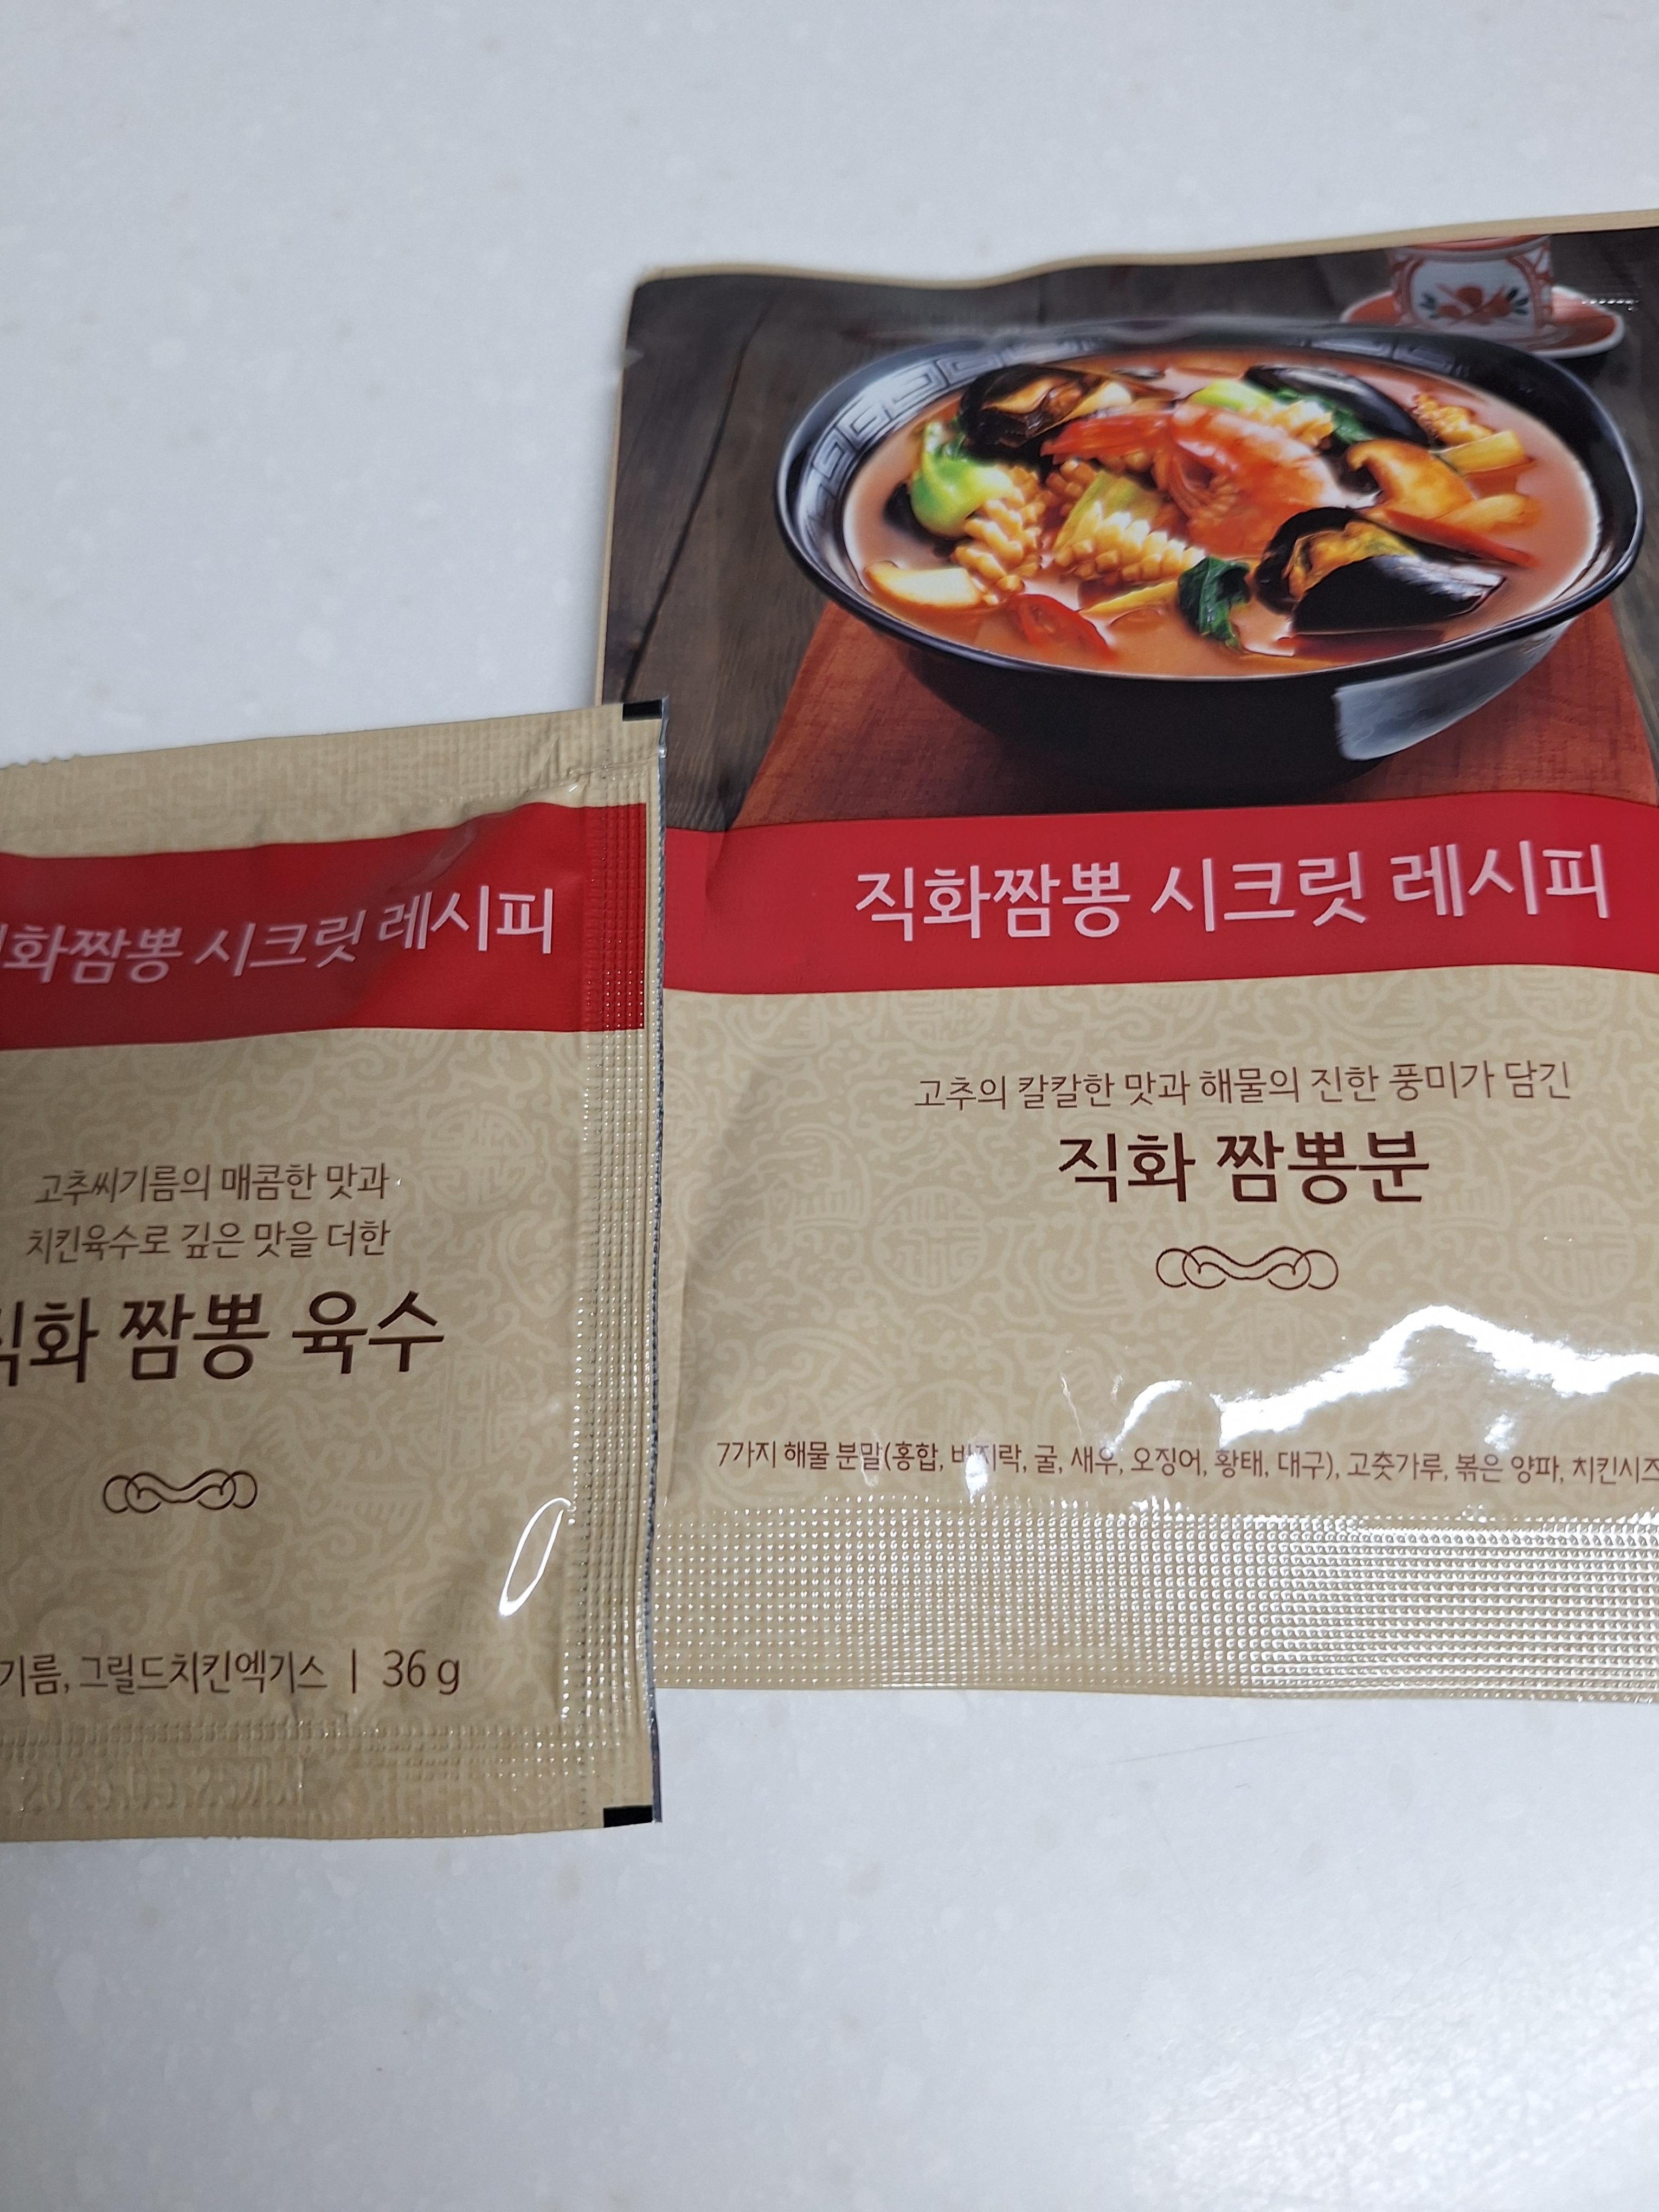 직화짬뽕 시크릿 레시피
고추의 칼칼한 맛과 해물의 진한 풍미가 담긴
직화 짬뽕분
7가지 해물 분말(홍합, 바지락, 굴, 새우, 오징어, 황태, 대구), 고춧가루, 볶은 양파, 치킨시즈
화짬뽕 시크릿 레시피
고추씨기름의 매콤한 맛과
치킨육수로 깊은 맛을 더한
직화 짬뽕 육수
기름, 그릴드치킨엑기스 | 36 g